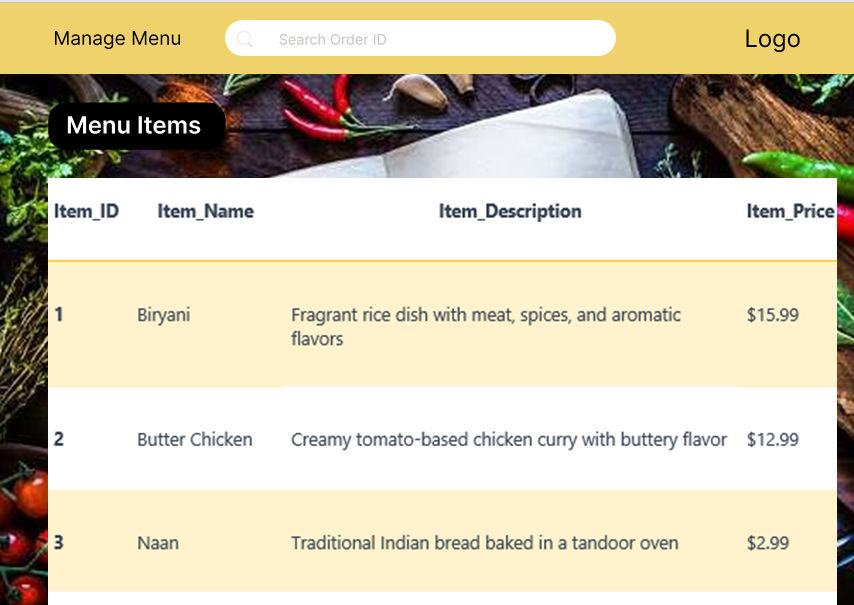 Manage Menu Search Order ID Logo
Menu Items
Item_ID Item_Name Item_Description Item_Price
1 Biryani Fragrant rice dish with meat, spices, and aromatic $15.99
flavors
2 Butter Chicken Creamy tomato-based chicken curry with buttery flavor $12.99
3 Naan Traditional Indian bread baked in a tandoor oven $2.99